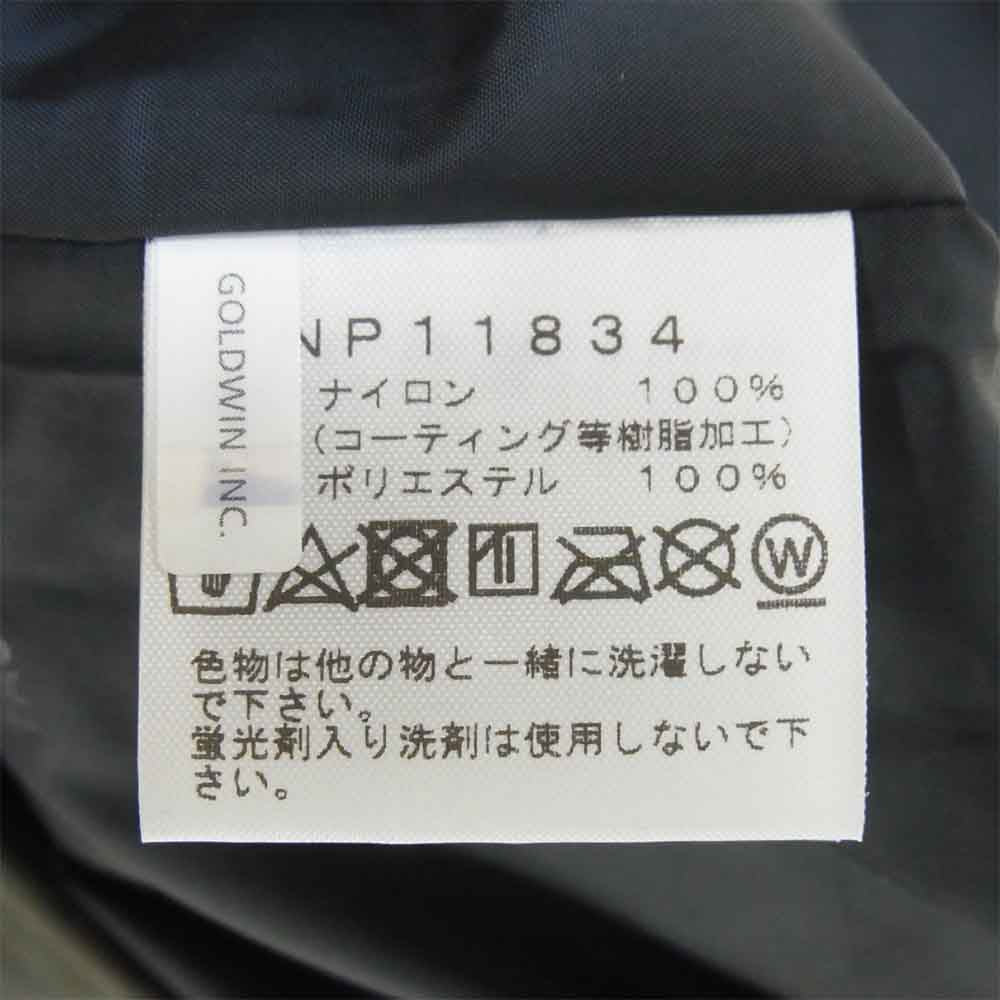 GOLDWIN INC.
NP11834
ナイロン 100%
(コーティング等樹脂加工)
ポリエステル 100%
W
色物は他の物と一緒に洗濯しない
で下さい。
蛍光剤入り洗剤は使用しないで下
さい。